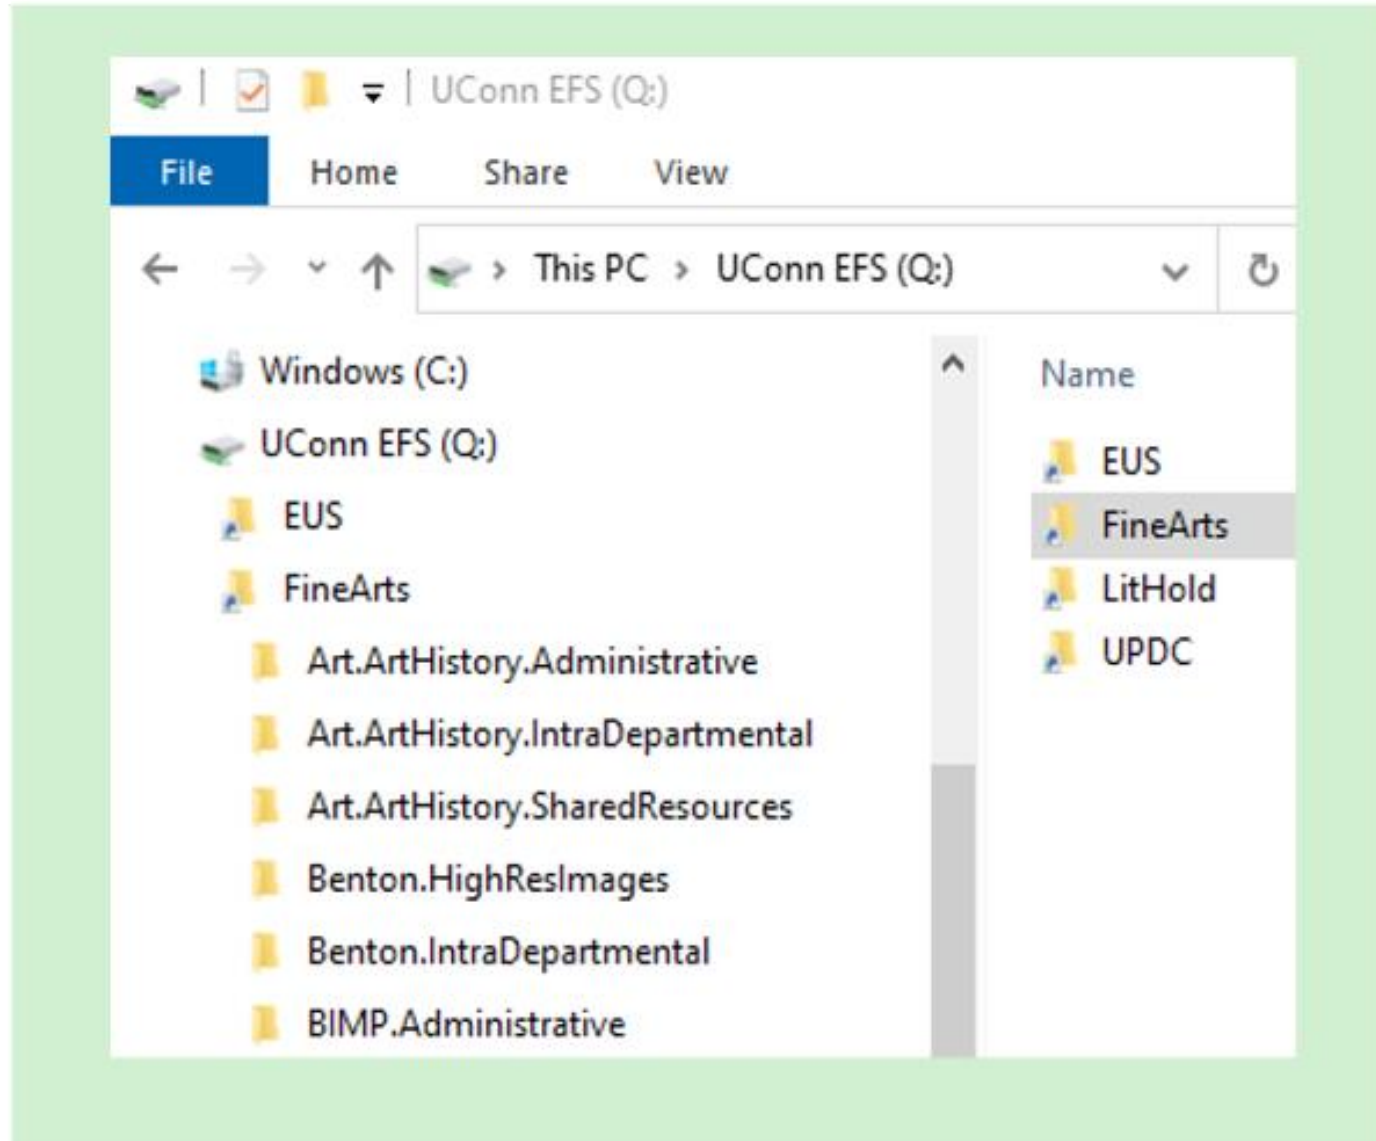 UConn EFS (Q:)
File Home Share View
This PC > UConn EFS (Q:)
Windows (C:)
UConn EFS (Q:)
EUS
FineArts
Art.ArtHistory.Administrative
Art.ArtHistory.IntraDepartmental
Art.ArtHistory.SharedResources
Benton.HighResImages
Benton.IntraDepartmental
BIMP.Administrative
Name
EUS
FineArts
LitHold
UPDC